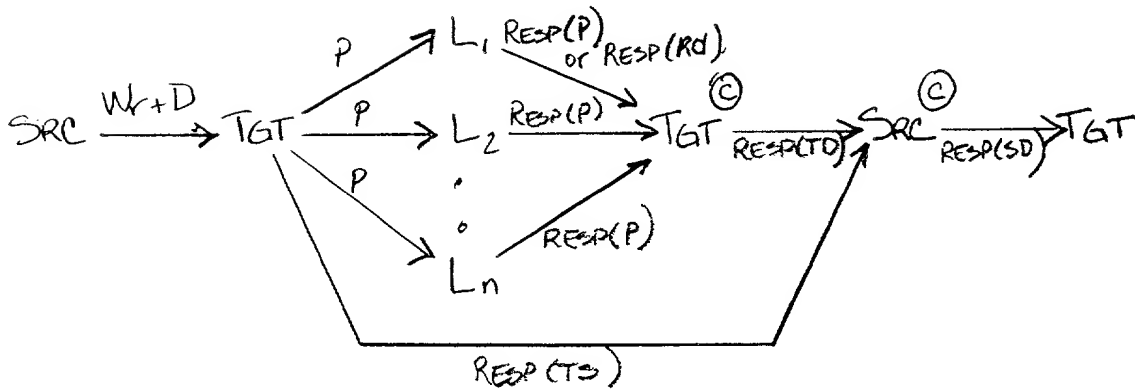 P
L1 RESP(P)
or RESP(Rd)
SRC Wr+D TGT P L2 RESP(P) TGT C RESP(TD) SRC C RESP(SD) TGT
P
Ln RESP(P)
RESP(TS)